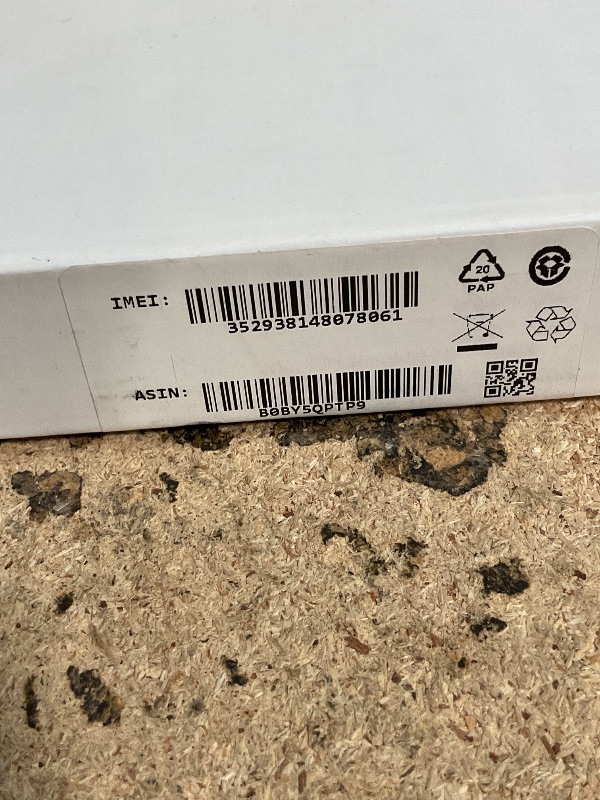 IMEI:
352938148078061
20
PAP
ASIN:
B0BY5QPTP9